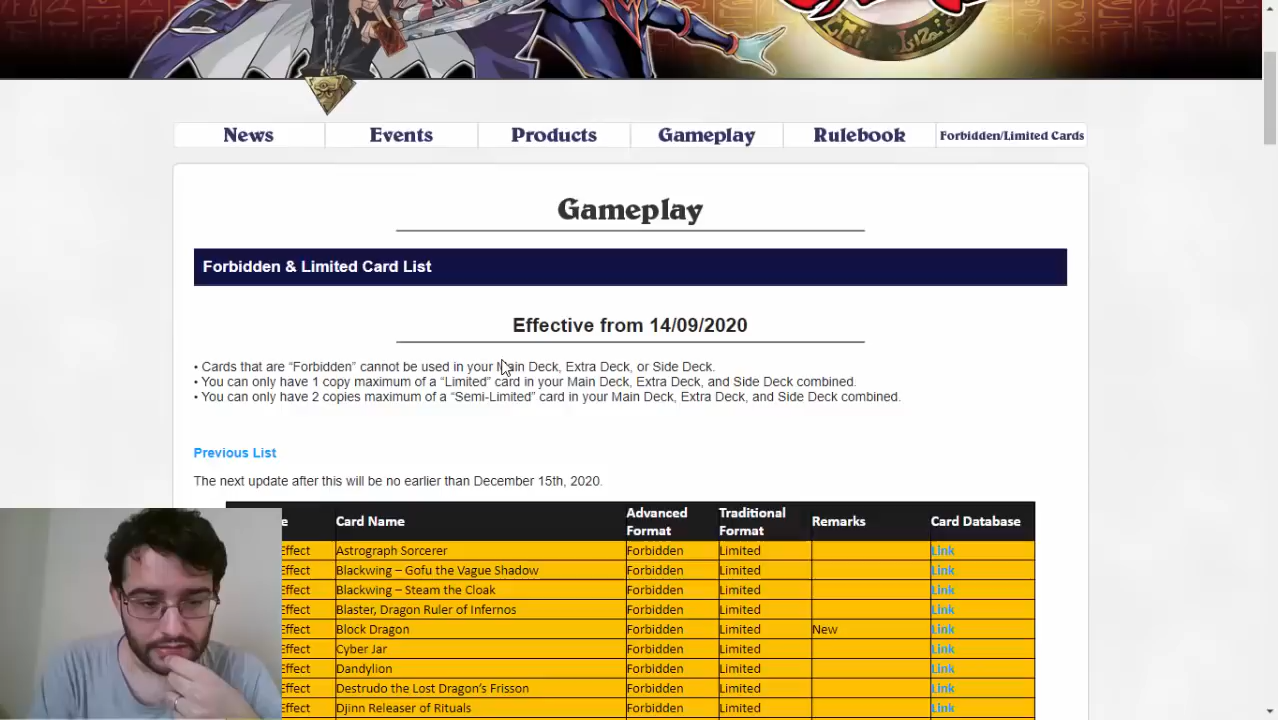 News Events Products Gameplay Rulebook Forbidden/Limited Cards
Gameplay
Forbidden & Limited Card List
Effective from 14/09/2020
• Cards that are “Forbidden” cannot be used in your Main Deck, Extra Deck, or Side Deck.
• You can only have 1 copy maximum of a “Limited” card in your Main Deck, Extra Deck, and Side Deck combined.
• You can only have 2 copies maximum of a “Semi-Limited” card in your Main Deck, Extra Deck, and Side Deck combined.
Previous List
The next update after this will be no earlier than December 15th, 2020.
Card Name Advanced Format Traditional Format Remarks Card Database
Effect Astrograph Sorcerer Forbidden Limited Link
Effect Blackwing – Gofu the Vague Shadow Forbidden Limited Link
Effect Blackwing – Steam the Cloak Forbidden Limited Link
Effect Blaster, Dragon Ruler of Infernos Forbidden Limited Link
Effect Block Dragon Forbidden Limited New Link
Effect Cyber Jar Forbidden Limited Link
Effect Dandylion Forbidden Limited Link
Effect Destrudo the Lost Dragon’s Frisson Forbidden Limited Link
Effect Djinn Releaser of Rituals Forbidden Limited Link